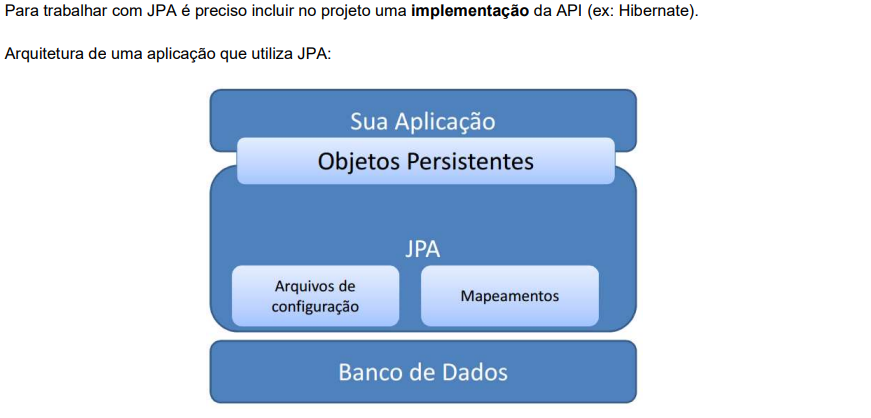 Para trabalhar com JPA é preciso incluir no projeto uma implementação da API (ex: Hibernate).
Arquitetura de uma aplicação que utiliza JPA:
Sua Aplicação
Objetos Persistentes
JPA
Arquivos de
configuração
Mapeamentos
Banco de Dados